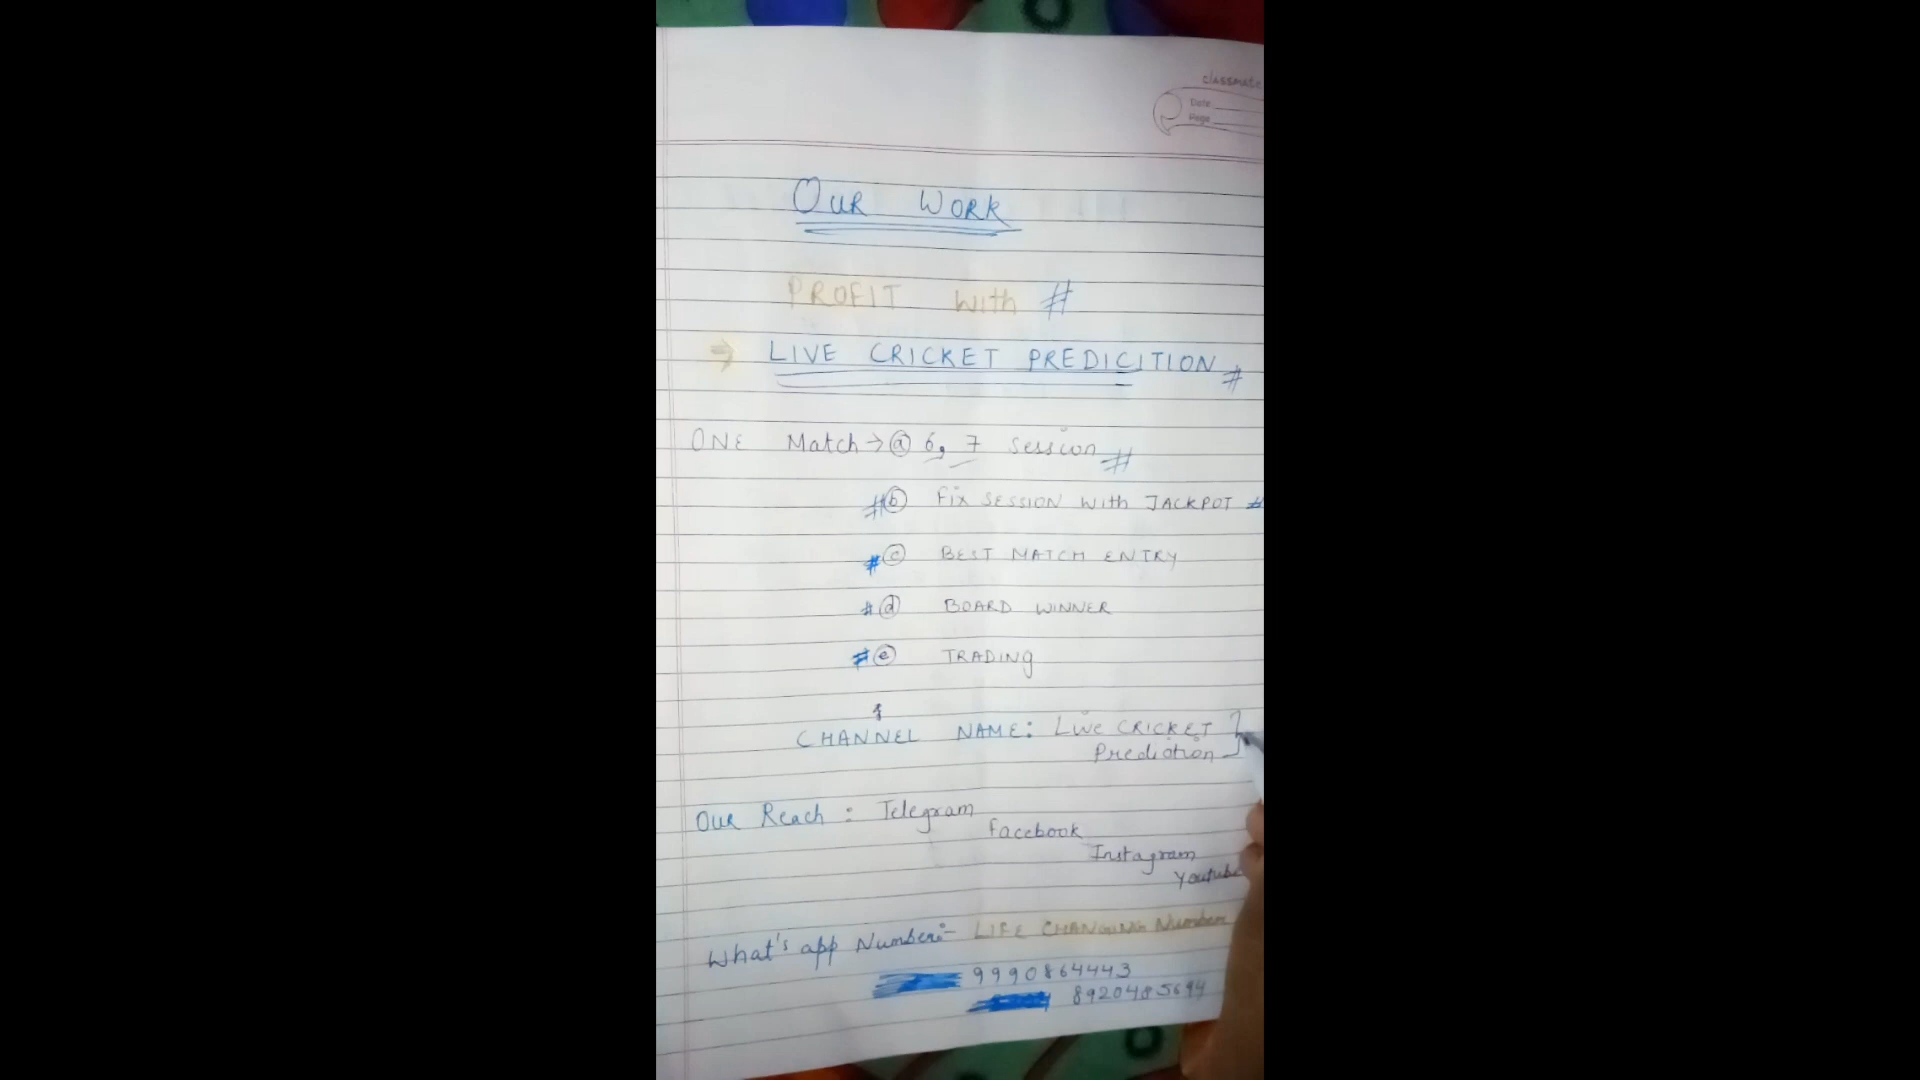 classmate
Date
Page
OUR WORK
PROFIT with #
⇒ LIVE CRICKET PREDICITION #
ONE Match → ⓐ 6, 7 Session #
# ⓑ Fix SESSION with JACKPOT #
# ⓒ BEST MATCH ENTRY
# ⓓ BOARD WINNER
# ⓔ TRADINg
CHANNEL NAME: Live CRICKET
Prediction
Our Reach : Telegram
facebook
Instagram
Youtube
What's app Number:- LIFE CHANGING Number
9990864443
8920485694